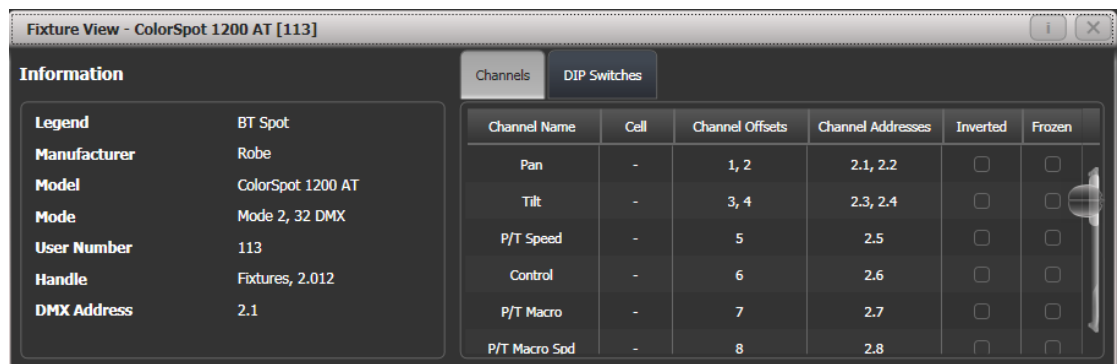 Fixture View - ColorSpot 1200 AT [113]
i
Information
Channels DIP Switches
Legend BT Spot
Manufacturer Robe
Model ColorSpot 1200 AT
Mode Mode 2, 32 DMX
User Number 113
Handle Fixtures, 2.012
DMX Address 2.1
Channel Name Cell Channel Offsets Channel Addresses Inverted Frozen
Pan - 1, 2 2.1, 2.2
Tilt - 3, 4 2.3, 2.4
P/T Speed - 5 2.5
Control - 6 2.6
P/T Macro - 7 2.7
P/T Macro Spd - 8 2.8